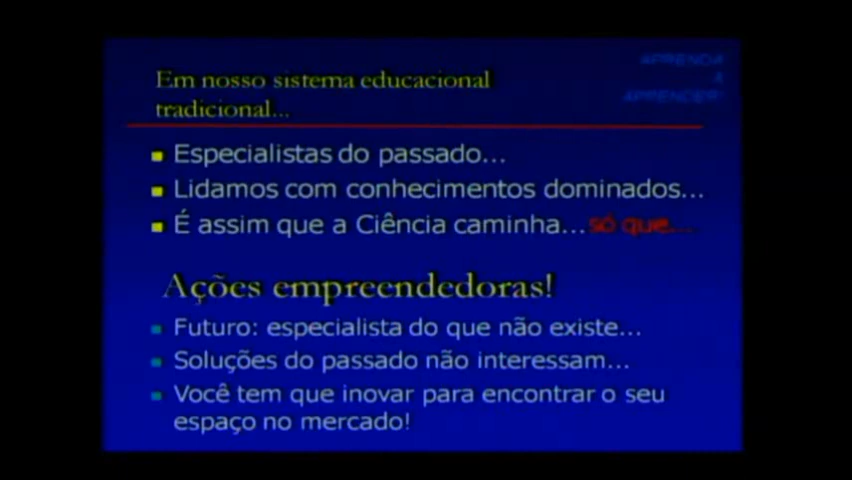 APRENDA
A
APRENDER!
Em nosso sistema educacional
tradicional...
Especialistas do passado...
Lidamos com conhecimentos dominados...
É assim que a Ciência caminha...só que...
Ações empreendedoras!
Futuro: especialista do que não existe...
Soluções do passado não interessam...
Você tem que inovar para encontrar o seu
espaço no mercado!